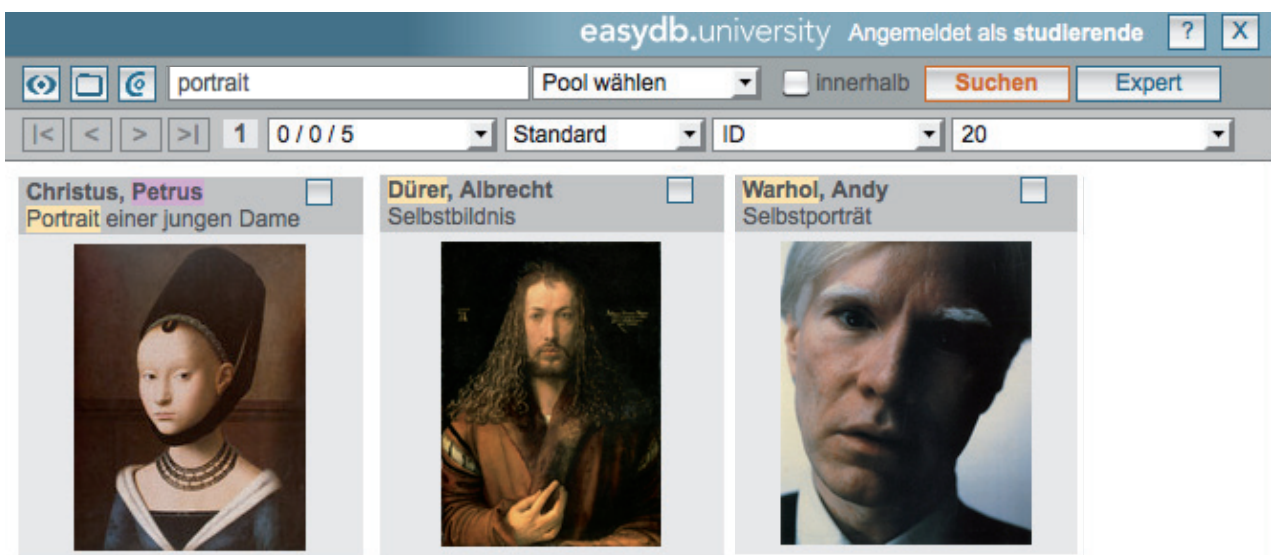 easydb.university Angemeldet als studierende ? X
portrait Pool wählen innerhalb Suchen Expert
|< < > >| 1 0 / 0 / 5 Standard ID 20
Christus, Petrus
Portrait einer jungen Dame
Dürer, Albrecht
Selbstbildnis
Warhol, Andy
Selbstporträt